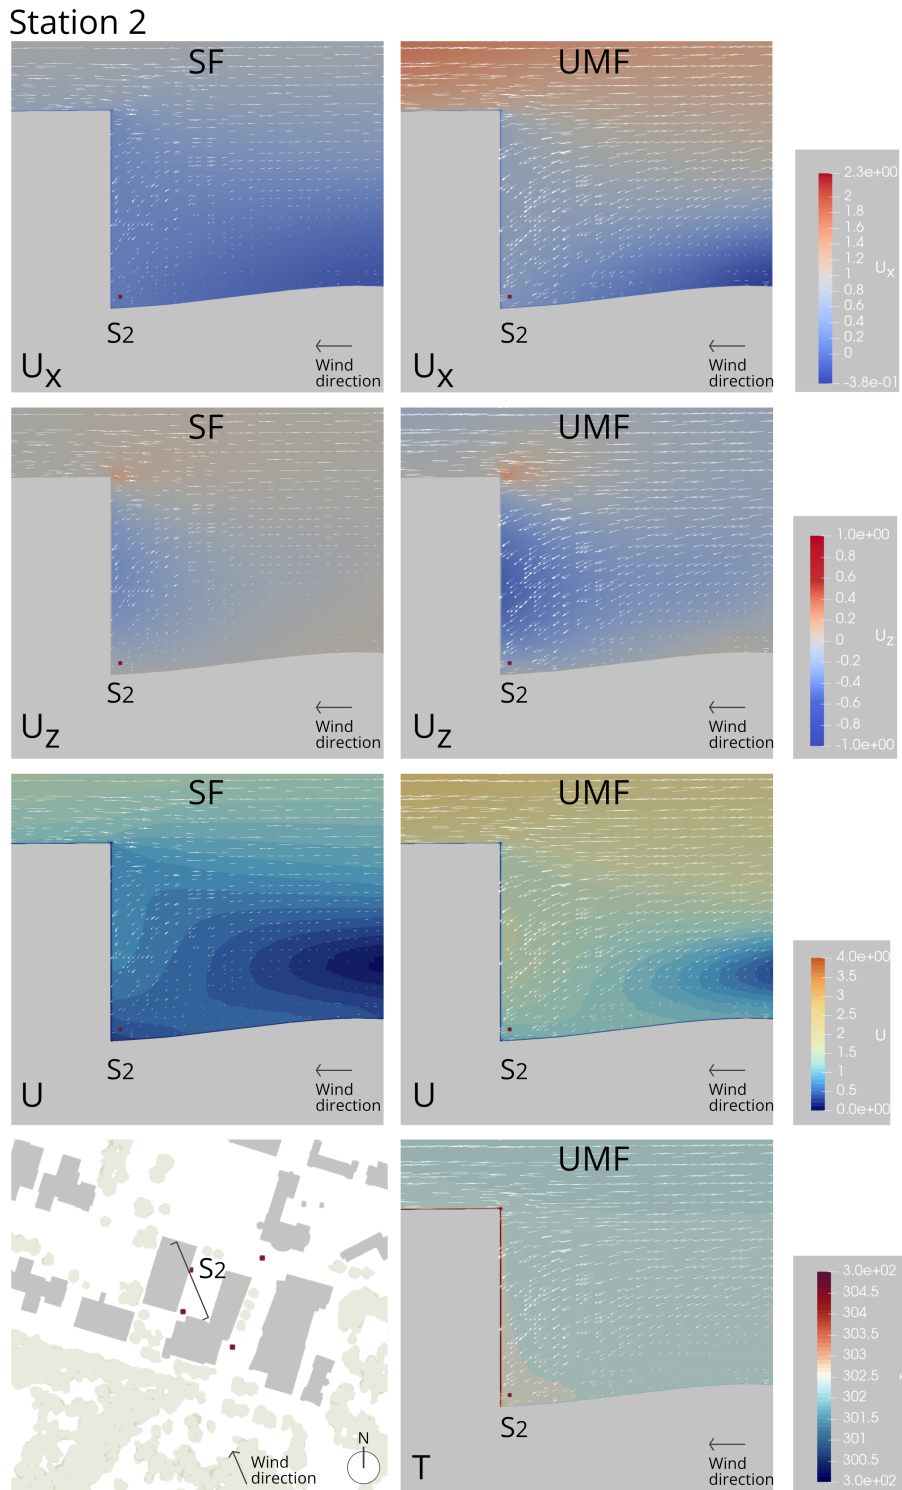 Station 2
SF
UMF
2.3e+00
2
1.8
1.6
1.4
1.2
1
0.8
0.6
0.4
0.2
0
-3.8e-01
Ux
S2
S2
Ux
Wind
direction
Ux
Wind
direction
SF
UMF
1.0e+00
0.8
0.6
0.4
0.2
0
-0.2
-0.4
-0.6
-0.8
-1.0e+00
Uz
S2
S2
Uz
Wind
direction
Uz
Wind
direction
SF
UMF
4.0e+00
3.5
3
2.5
2
1.5
1
0.5
0.0e+00
U
S2
S2
U
Wind
direction
U
Wind
direction
S2
N
Wind
direction
UMF
3.0e+02
304.5
304
303.5
303
302.5
302
301.5
301
300.5
3.0e+02
S2
T
Wind
direction